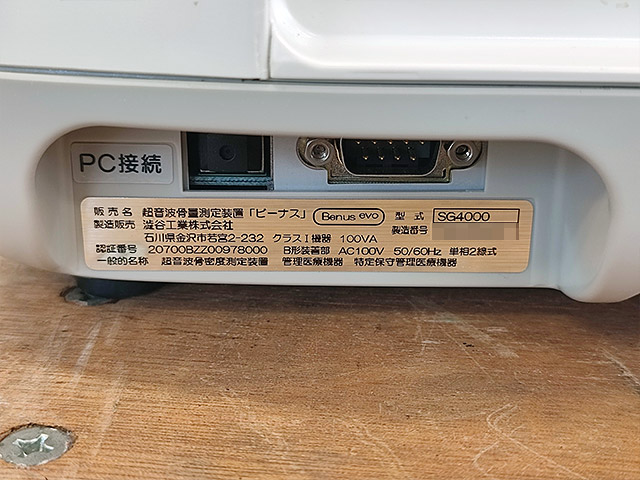 PC接続
販売名 超音波骨量測定装置「ビーナス」 Benus evo 型式 SG4000
製造販売 澁谷工業株式会社 製造番号
石川県金沢市若宮2-232 クラスⅠ機器 100VA
認証番号 20700BZZ00978000 B形装着部 AC100V 50/60Hz 単相2線式
一般的名称 超音波骨密度測定装置 管理医療機器 特定保守管理医療機器